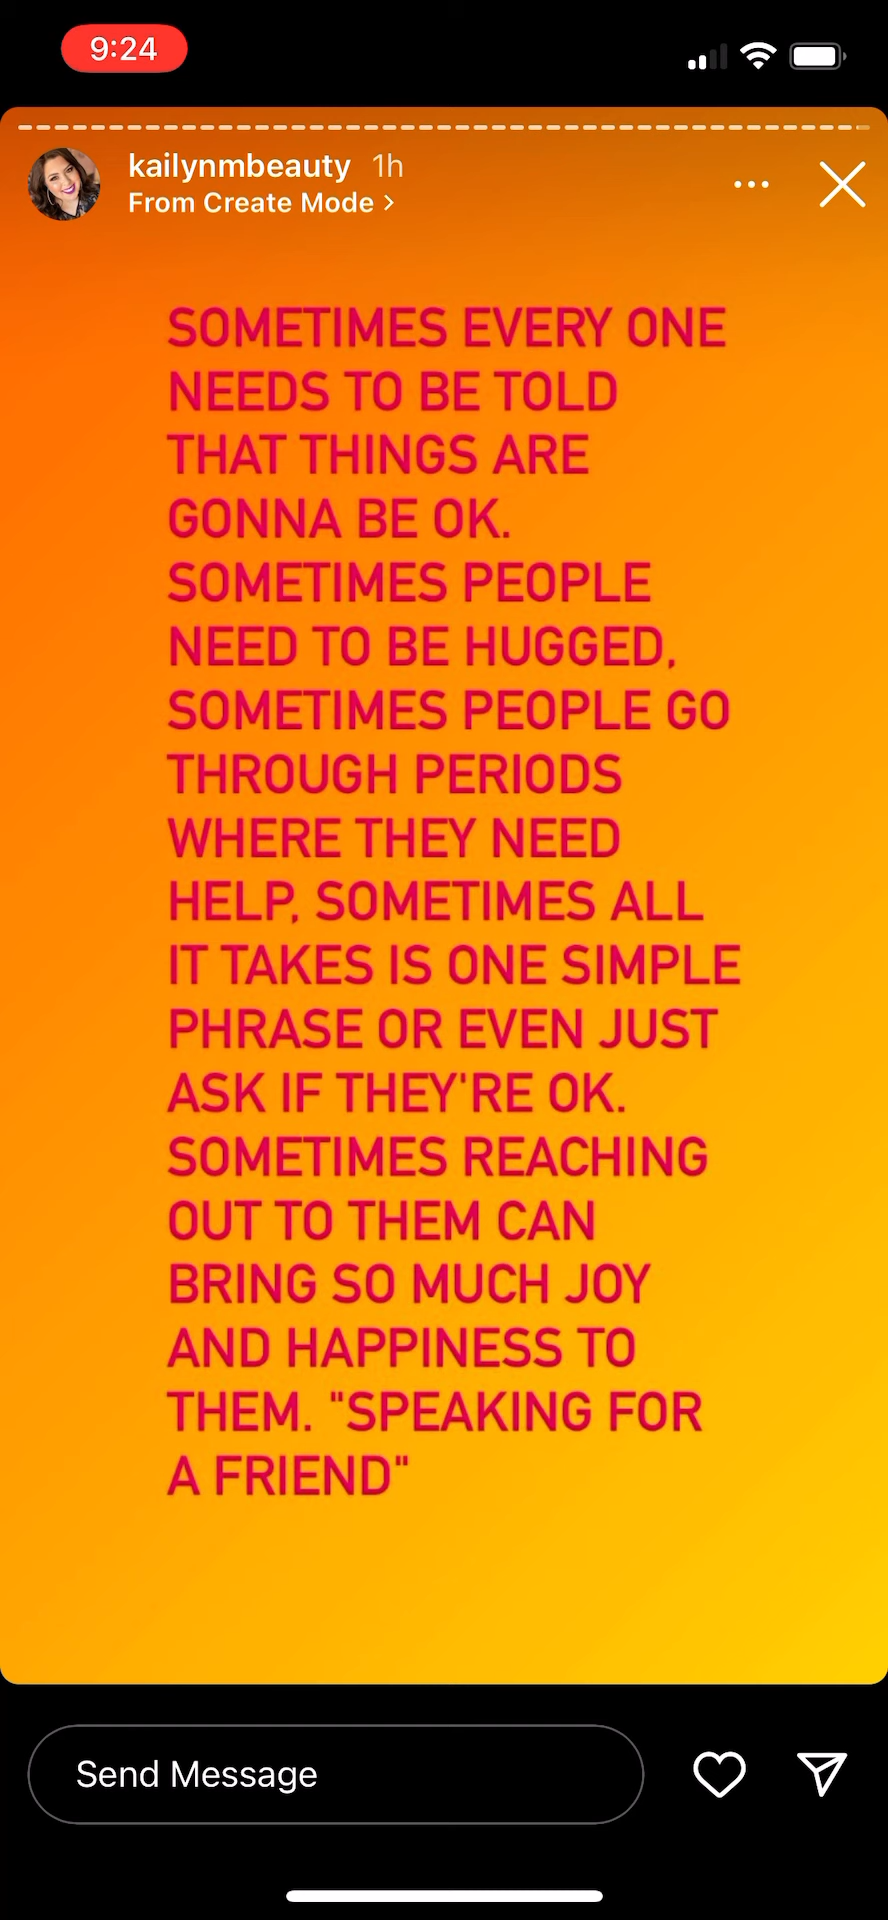 9:24
kailynmbeauty 1h
From Create Mode >
SOMETIMES EVERY ONE
NEEDS TO BE TOLD
THAT THINGS ARE
GONNA BE OK.
SOMETIMES PEOPLE
NEED TO BE HUGGED,
SOMETIMES PEOPLE GO
THROUGH PERIODS
WHERE THEY NEED
HELP, SOMETIMES ALL
IT TAKES IS ONE SIMPLE
PHRASE OR EVEN JUST
ASK IF THEY'RE OK.
SOMETIMES REACHING
OUT TO THEM CAN
BRING SO MUCH JOY
AND HAPPINESS TO
THEM. "SPEAKING FOR
A FRIEND"
Send Message